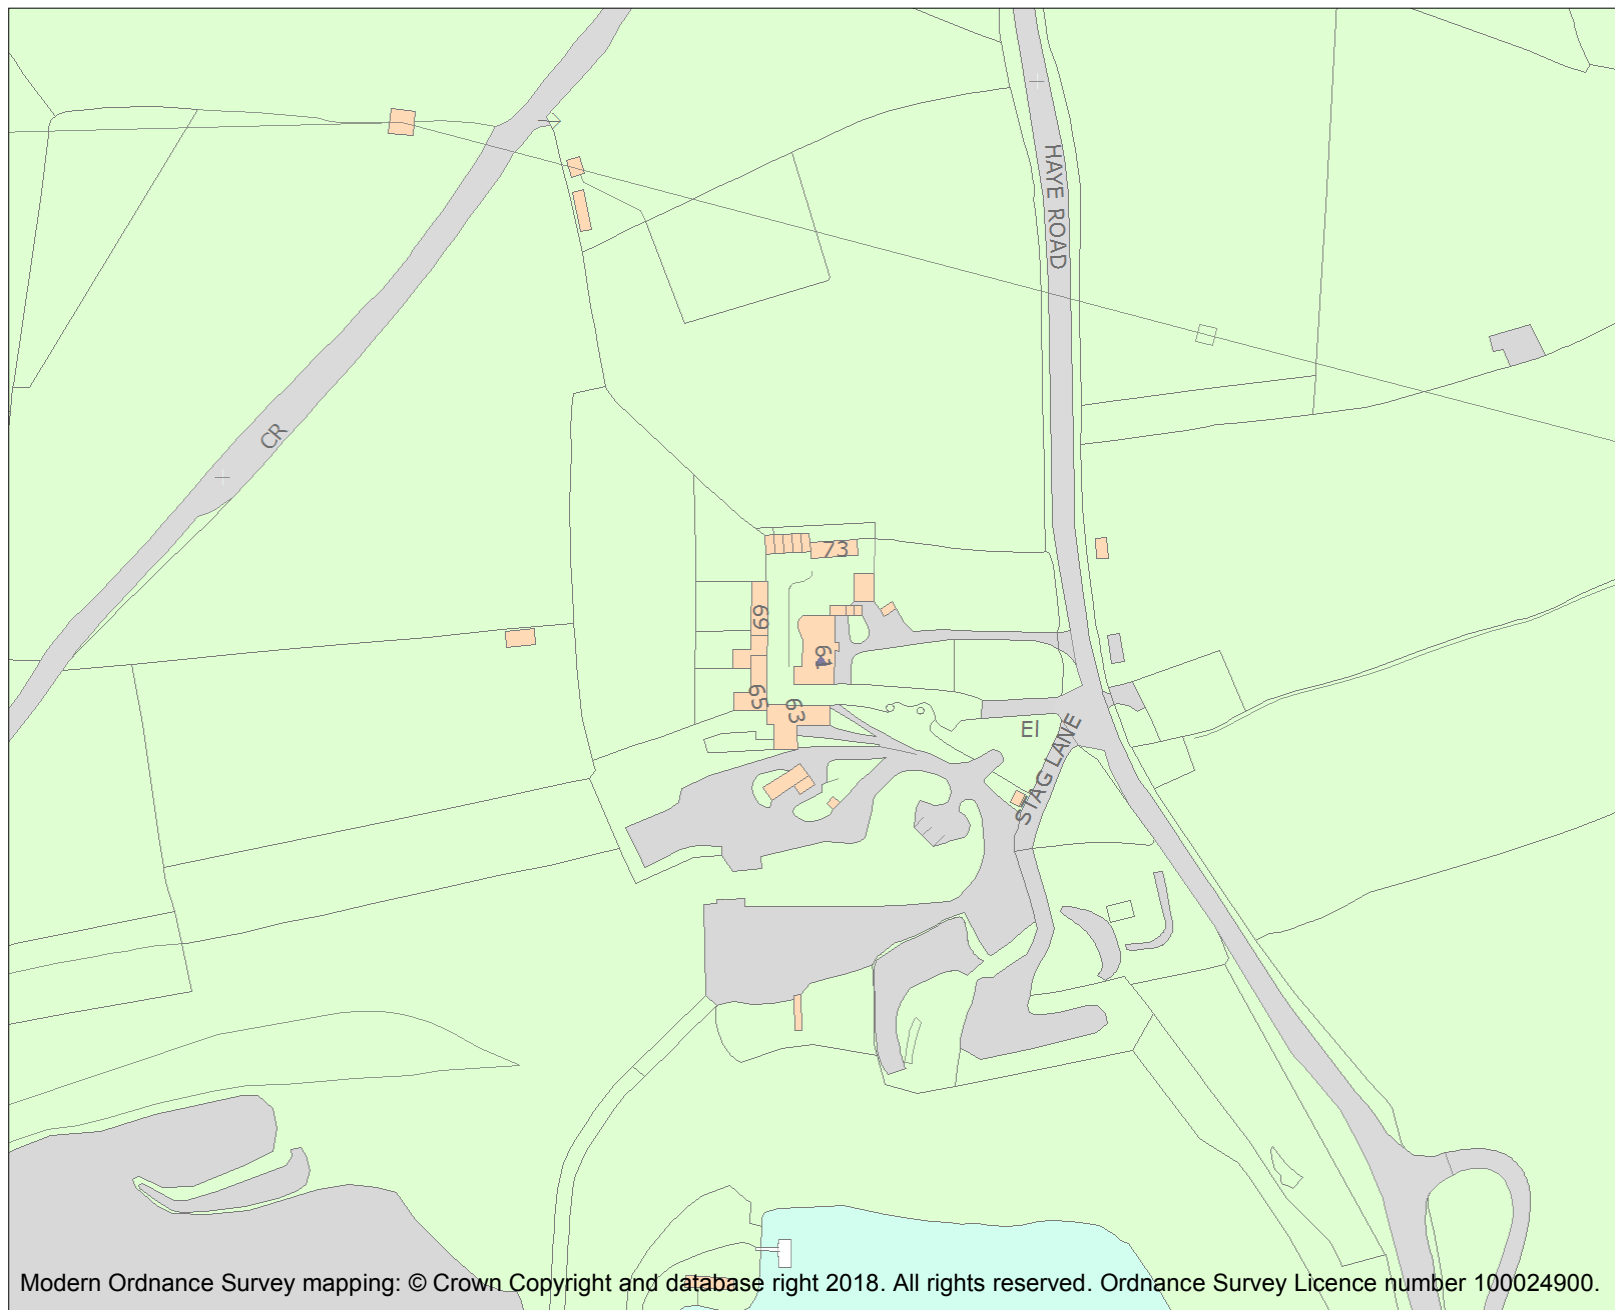 HAYE ROAD
CR
73
69
61
65
63
El
STAG LANE
Modern Ordnance Survey mapping: © Crown Copyright and database right 2018. All rights reserved. Ordnance Survey Licence number 100024900.